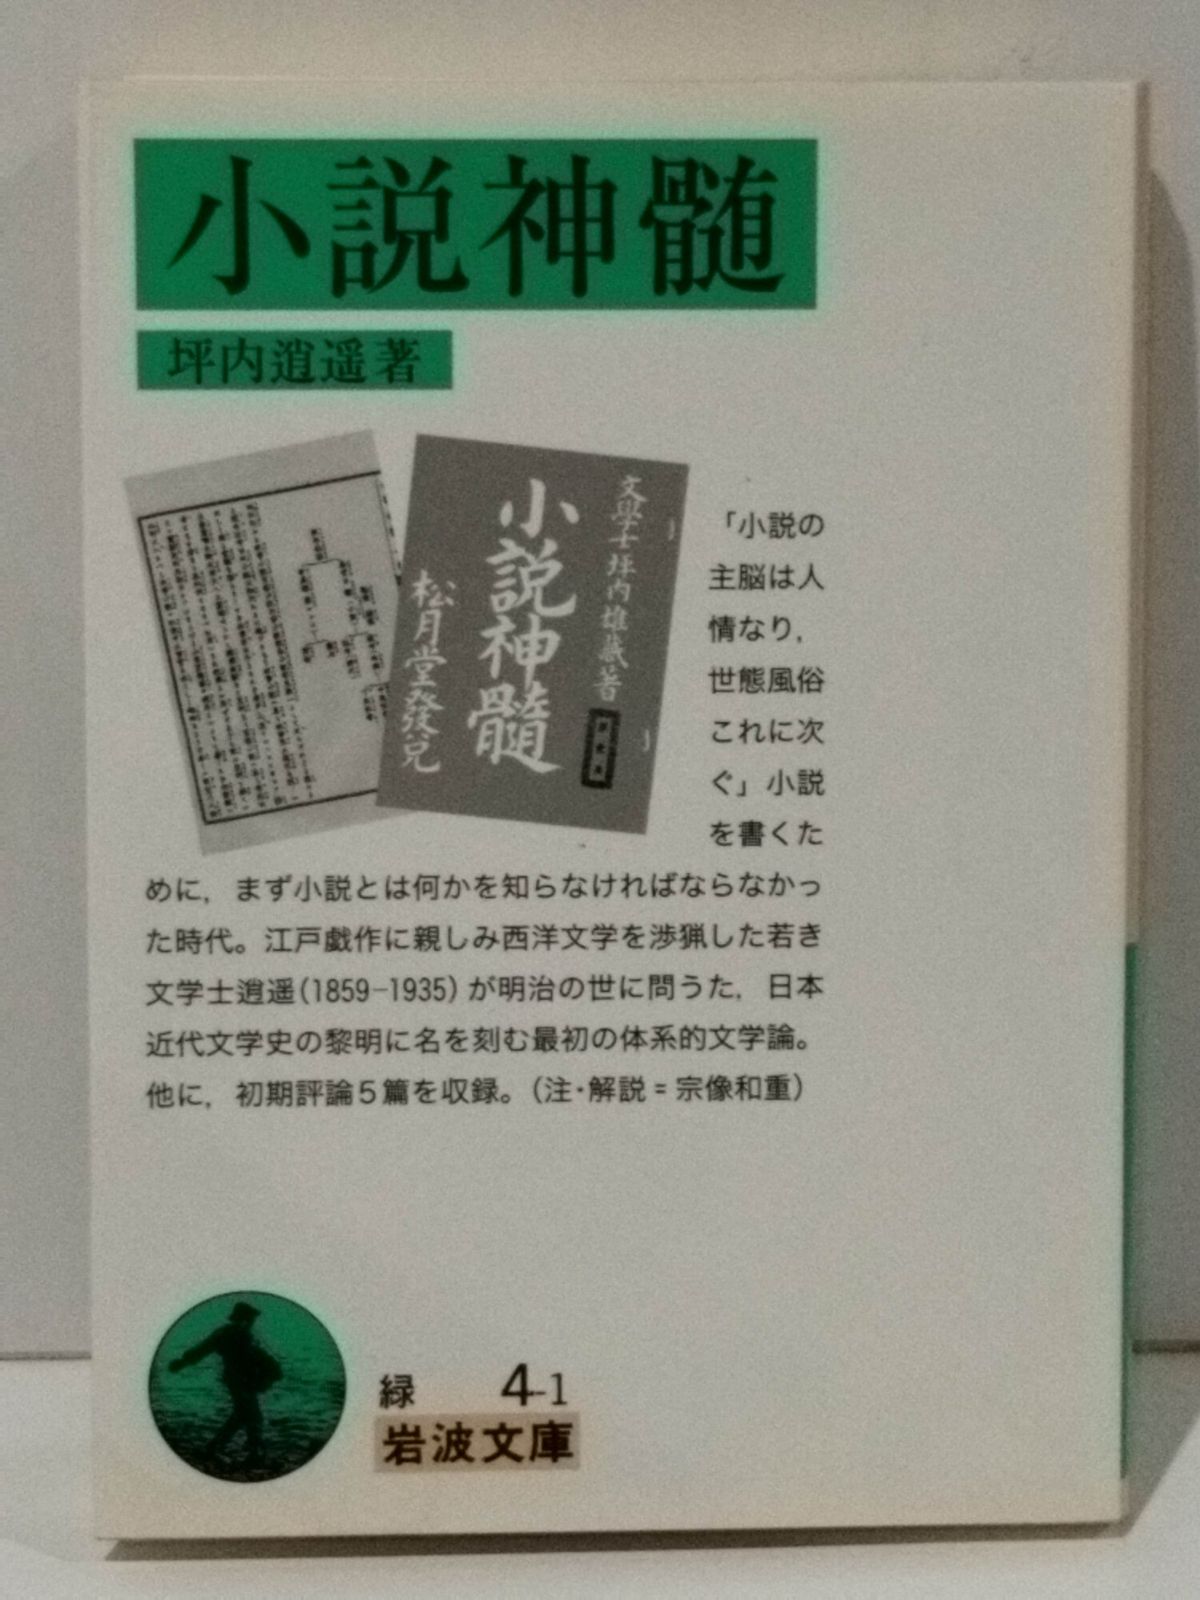 小説神髄
坪内逍遥著
文學士坪内雄蔵著
小説神髄
松月堂發兌
「小説の
主脳は人
情なり，
世態風俗
これに次
ぐ」小説
を書くた
めに，まず小説とは何かを知らなければならなかっ
た時代。江戸戯作に親しみ西洋文学を渉猟した若き
文学士逍遥(1859-1935)が明治の世に問うた，日本
近代文学史の黎明に名を刻む最初の体系的文学論。
他に，初期評論5篇を収録。(注・解説＝宗像和重)
緑 4-1
岩波文庫